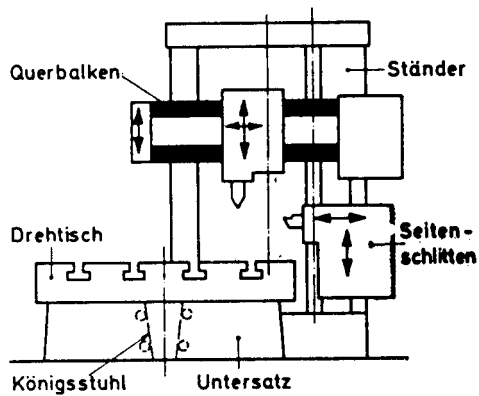 Querbalken
Ständer
Drehtisch
Seiten-
schlitten
Königsstuhl
Untersatz